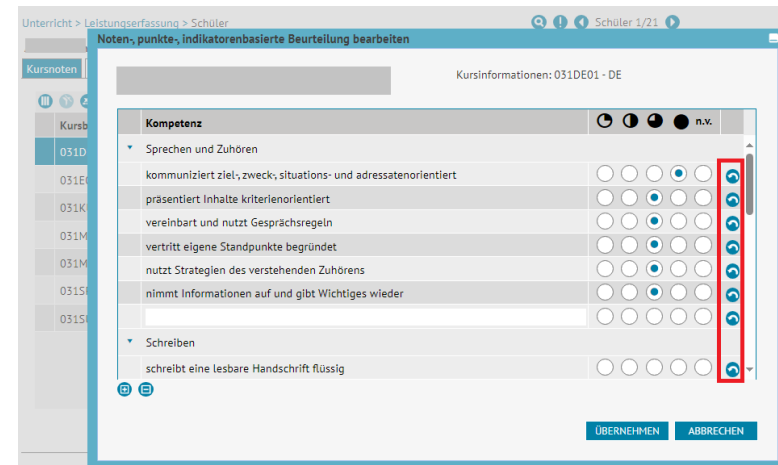 Unterricht > Leistungserfassung > Schüler
Schüler 1/21
Noten-, punkte-, indikatorenbasierte Beurteilung bearbeiten
Kursnoten
Kursinformationen: 031DE01 - DE
Kompetenz n.v.
Sprechen und Zuhören
kommuniziert ziel-, zweck-, situations- und adressatenorientiert
präsentiert Inhalte kriterienorientiert
vereinbart und nutzt Gesprächsregeln
vertritt eigene Standpunkte begründet
nutzt Strategien des verstehenden Zuhörens
nimmt Informationen auf und gibt Wichtiges wieder
Schreiben
schreibt eine lesbare Handschrift flüssig
Kursb
031D
031E
031K
031M
031M
031S
031S
ÜBERNEHMEN ABBRECHEN